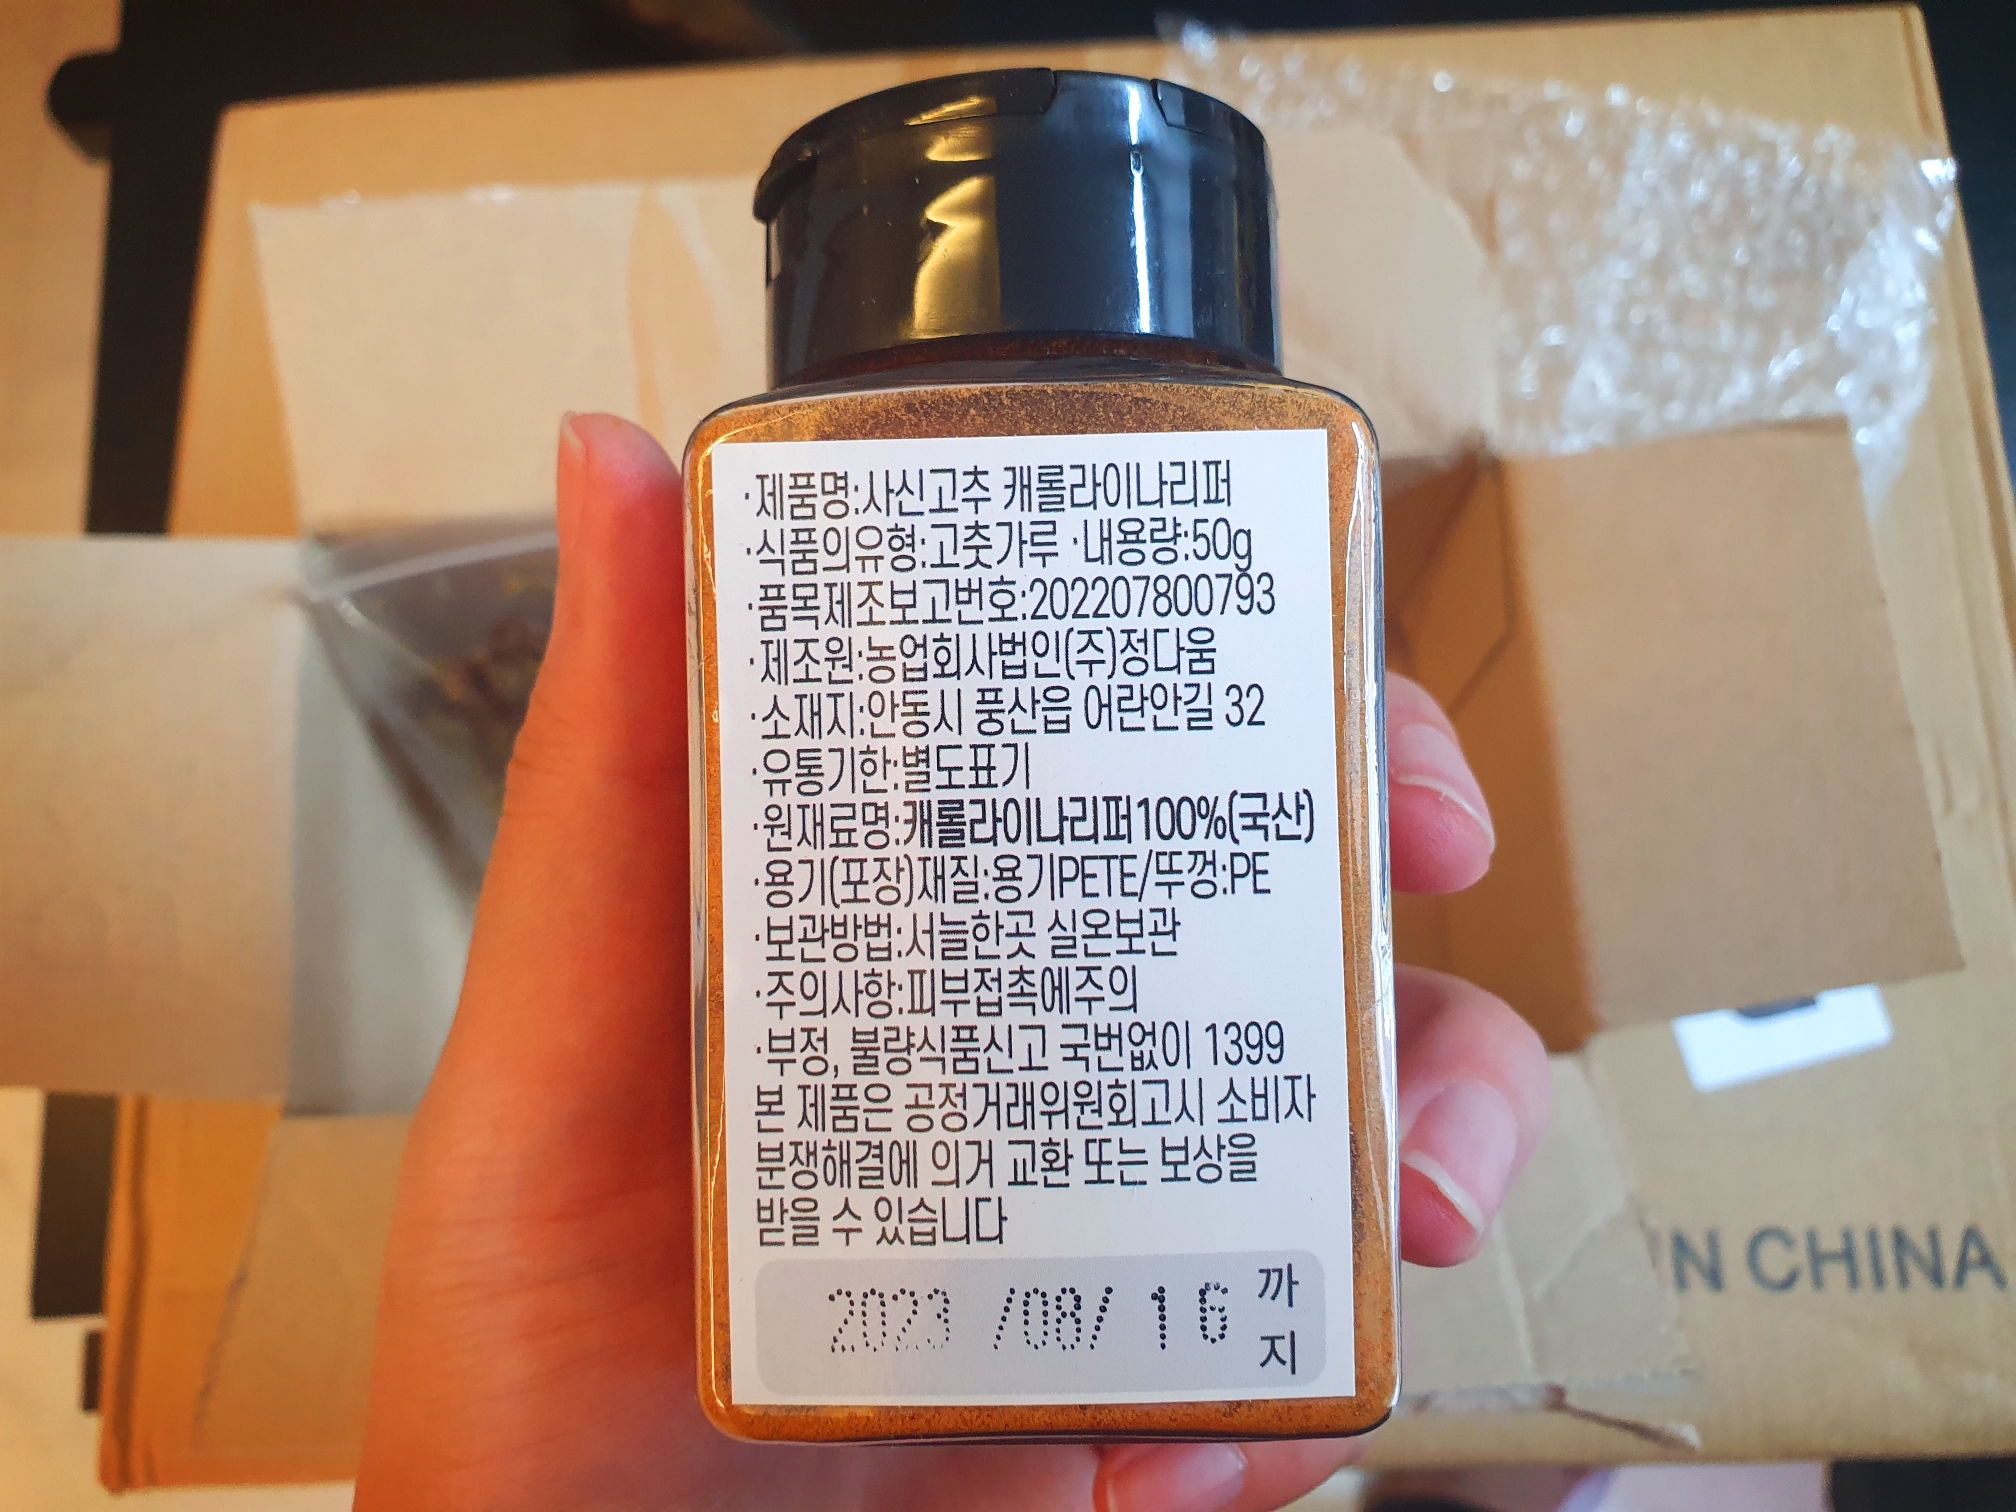 ·제품명:사신고추 캐롤라이나리퍼
·식품의유형:고춧가루 ·내용량:50g
·품목제조보고번호:202207800793
·제조원:농업회사법인(주)정다움
·소재지:안동시 풍산읍 어란안길 32
·유통기한:별도표기
·원재료명:캐롤라이나리퍼100%(국산)
·용기(포장)재질:용기PETE/뚜껑:PE
·보관방법:서늘한곳 실온보관
·주의사항:피부접촉에주의
·부정, 불량식품신고 국번없이 1399
본 제품은 공정거래위원회고시 소비자
분쟁해결에 의거 교환 또는 보상을
받을 수 있습니다
2023 /08/ 16 까지
N CHINA